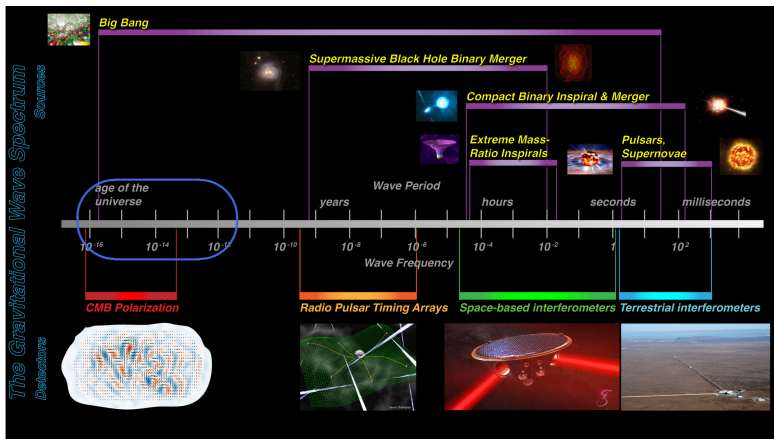 The Gravitational Wave Spectrum
Sources
Detectors
Big Bang
Supermassive Black Hole Binary Merger
Compact Binary Inspiral & Merger
Extreme Mass-
Ratio Inspirals
Pulsars,
Supernovae
age of the
universe
Wave Period
years
hours
seconds
milliseconds
10⁻¹⁶
10⁻¹⁴
10⁻¹²
10⁻¹⁰
10⁻⁸
10⁻⁶
10⁻⁴
10⁻²
1
10²
Wave Frequency
CMB Polarization
Radio Pulsar Timing Arrays
Space-based interferometers
Terrestrial interferometers